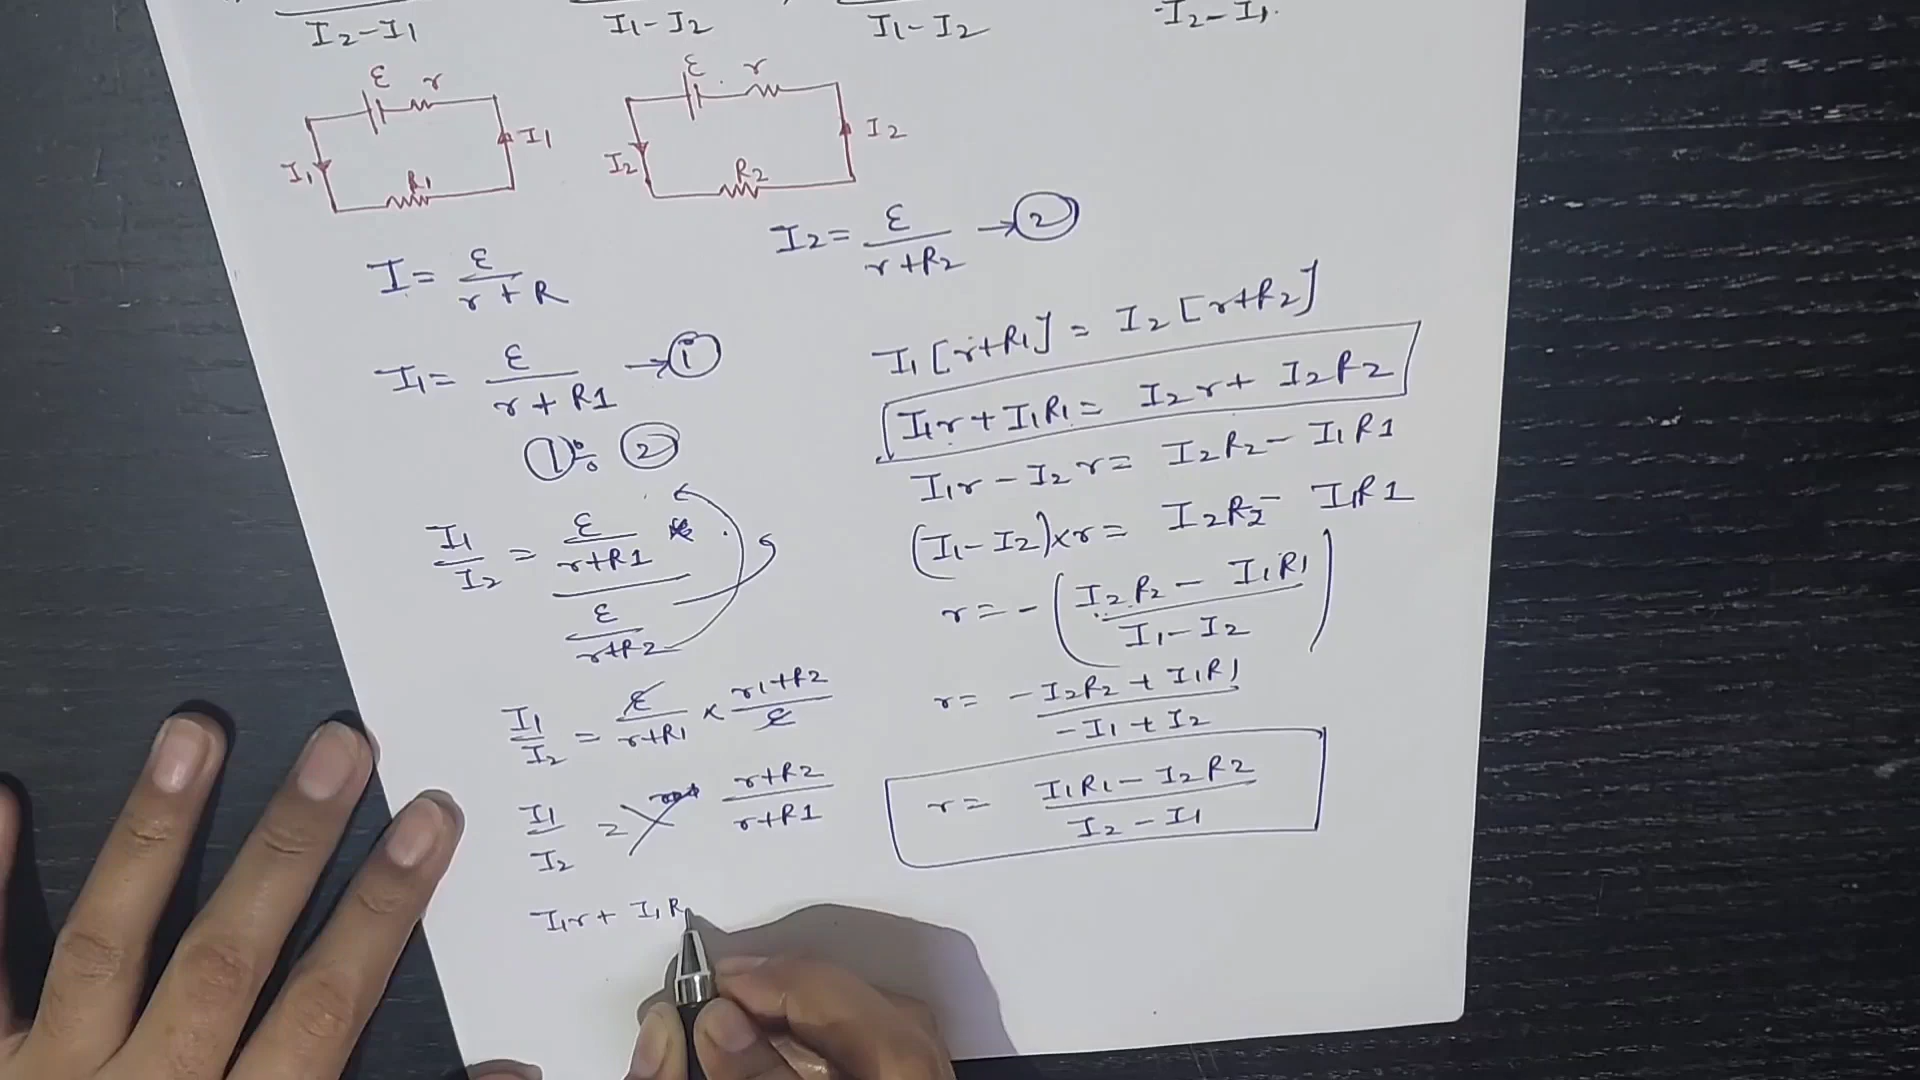 I2-I1 I1-I2 I1-I2 I2-I1
ε r
I1 I1
R1
ε r
I2 I2
R2
I = ε / r+R
I1 = ε / r+R1 → 1
1 ÷ 2
I1/I2 = ε / r+R1 / ε / r+R2
I1/I2 = ε / r+R1 × r1+R2 / ε
I1/I2 = r+R2 / r+R1
I1r + I1R
I2 = ε / r+R2 → 2
I1[r+R1] = I2[r+R2]
I1r + I1R1 = I2r + I2R2
I1r - I2r = I2R2 - I1R1
(I1-I2)×r = I2R2 - I1R1
r = -(I2R2 - I1R1 / I1-I2)
r = -I2R2 + I1R1 / -I1 + I2
r = I1R1 - I2R2 / I2 - I1